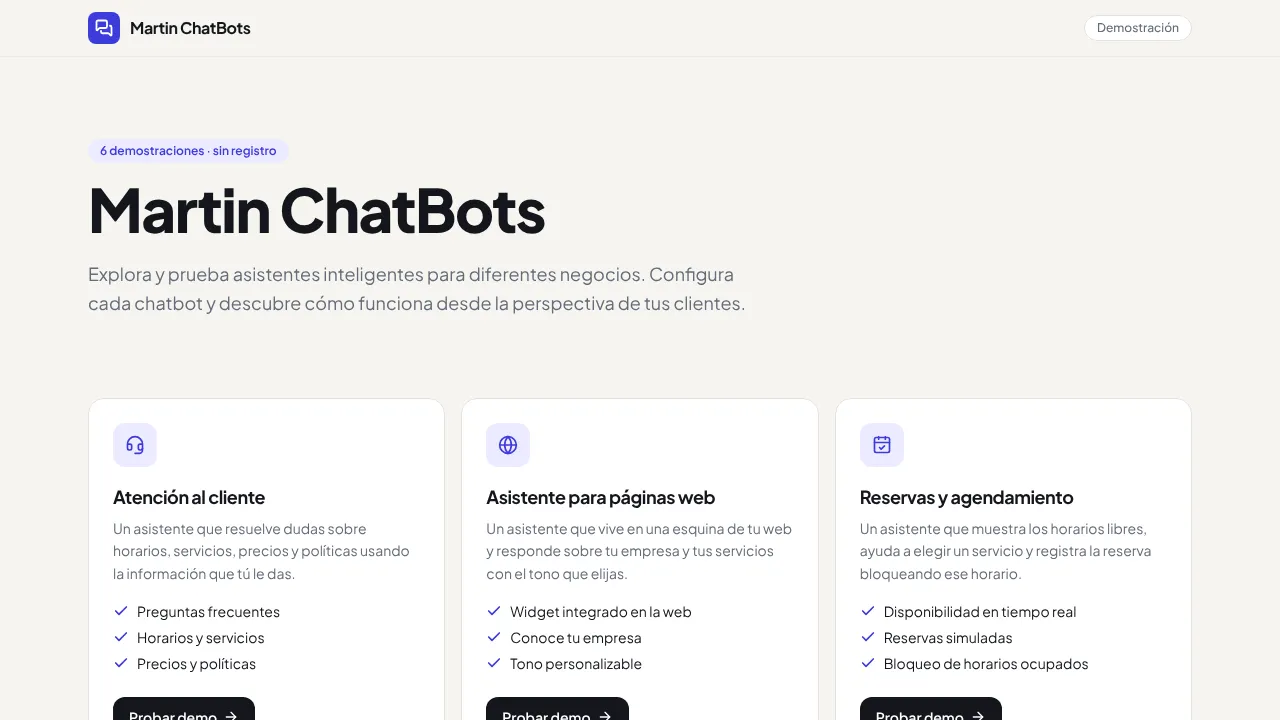 Martin ChatBots
Demostración
6 demostraciones · sin registro
Martin ChatBots
Explora y prueba asistentes inteligentes para diferentes negocios. Configura
cada chatbot y descubre cómo funciona desde la perspectiva de tus clientes.
Atención al cliente
Un asistente que resuelve dudas sobre
horarios, servicios, precios y políticas usando
la información que tú le das.
Preguntas frecuentes
Horarios y servicios
Precios y políticas
Probar demo →
Asistente para páginas web
Un asistente que vive en una esquina de tu web
y responde sobre tu empresa y tus servicios
con el tono que elijas.
Widget integrado en la web
Conoce tu empresa
Tono personalizable
Probar demo →
Reservas y agendamiento
Un asistente que muestra los horarios libres,
ayuda a elegir un servicio y registra la reserva
bloqueando ese horario.
Disponibilidad en tiempo real
Reservas simuladas
Bloqueo de horarios ocupados
Probar demo →